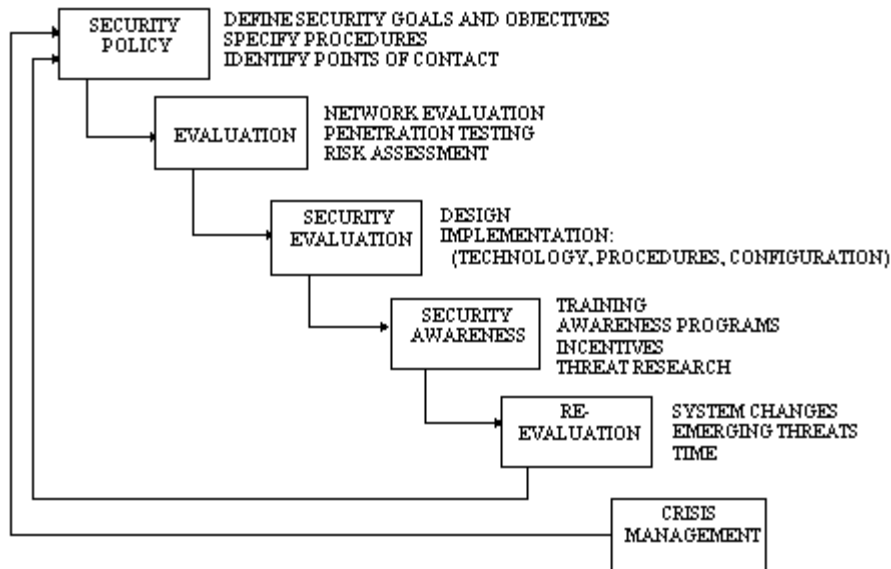 SECURITY
POLICY
DEFINE SECURITY GOALS AND OBJECTIVES
SPECIFY PROCEDURES
IDENTIFY POINTS OF CONTACT
EVALUATION
NETWORK EVALUATION
PENETRATION TESTING
RISK ASSESSMENT
SECURITY
EVALUATION
DESIGN
IMPLEMENTATION:
(TECHNOLOGY, PROCEDURES, CONFIGURATION)
SECURITY
AWARENESS
TRAINING
AWARENESS PROGRAMS
INCENTIVES
THREAT RESEARCH
RE-
EVALUATION
SYSTEM CHANGES
EMERGING THREATS
TIME
CRISIS
MANAGEMENT